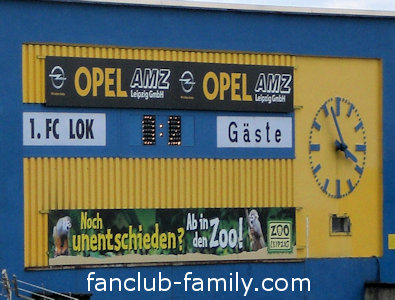 OPEL AMZ OPEL AMZ
Leipzig GmbH Leipzig GmbH
1. FC LOK Gäste
Noch Ab in
unentschieden? den Zoo!
ZOO
LEIPZIG
fanclub-family.com